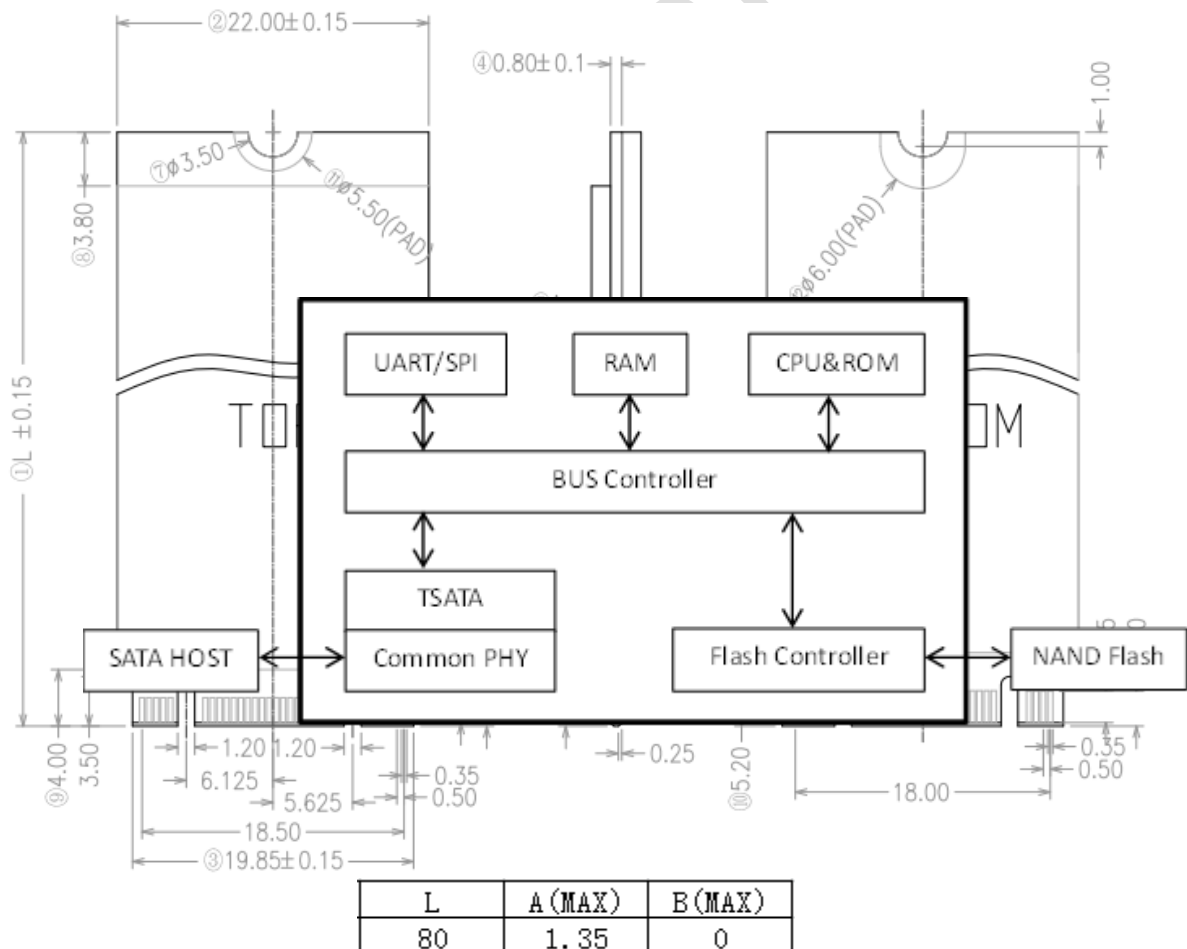 ②22.00±0.15
④0.80±0.1
1.00
⑦ø3.50
⑪ø5.50(PAD)
ø6.00(PAD)
⑧3.80
①L ±0.15
UART/SPI
RAM
CPU&ROM
T
M
BUS Controller
TSATA
SATA HOST
Common PHY
Flash Controller
NAND Flash
⑨4.00
3.50
1.20
1.20
6.125
5.625
0.35
0.50
18.50
③19.85±0.15
0.25
⑩5.20
18.00
0.35
0.50
L A(MAX) B(MAX)
80 1.35 0